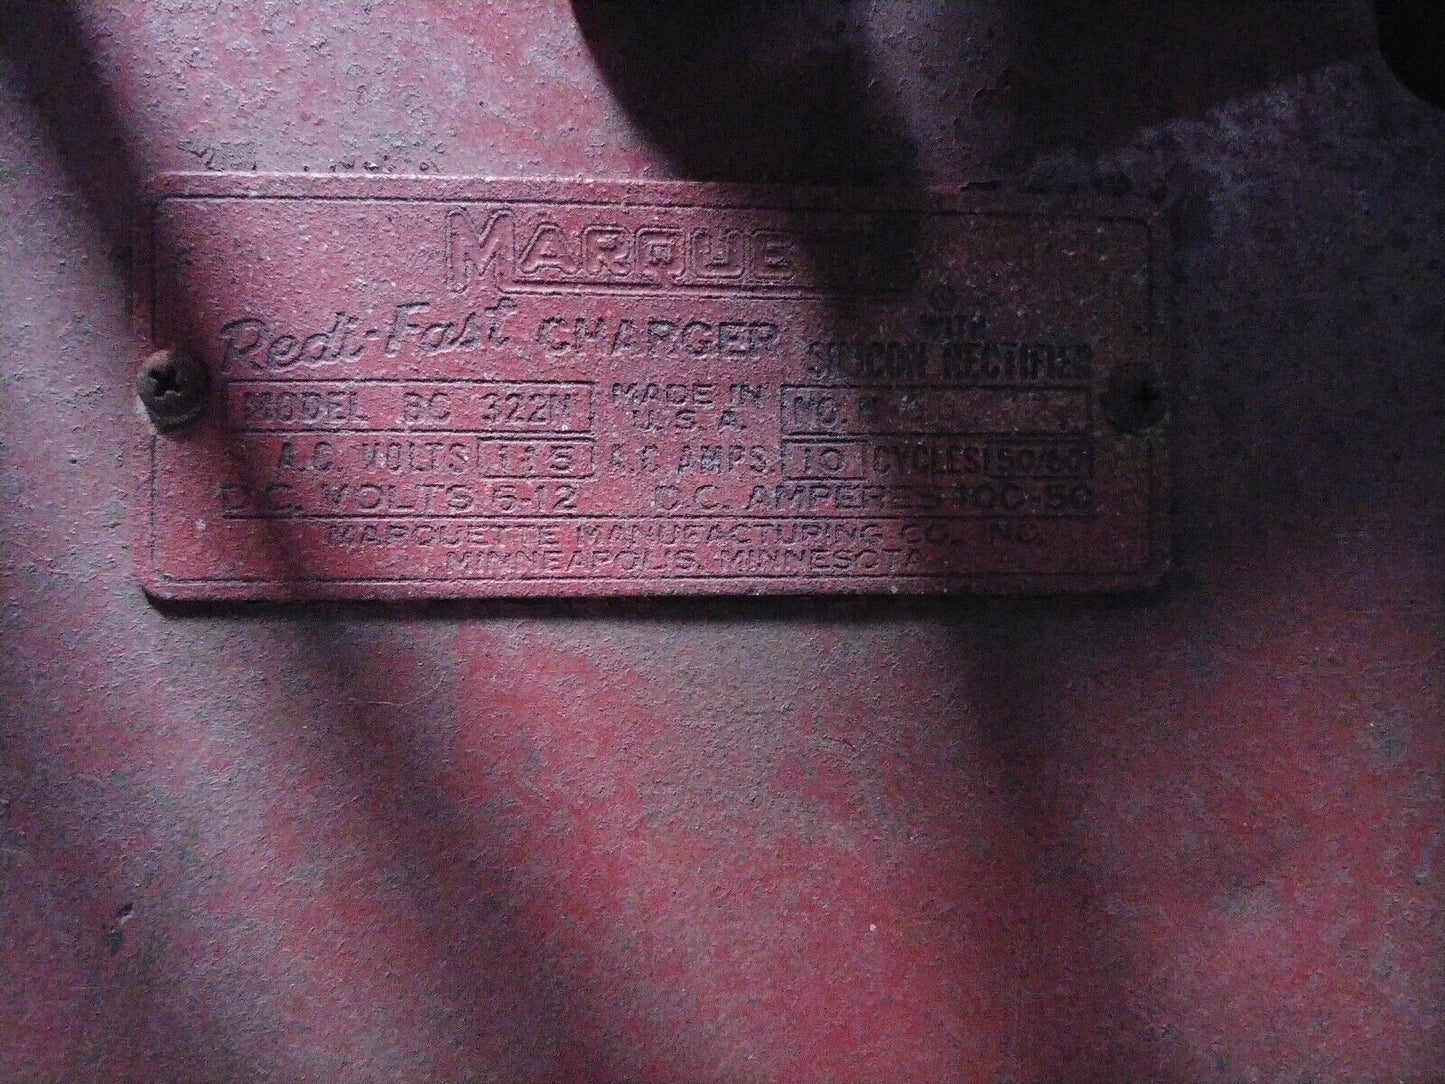 MARQUE
Redi-Fast CHARGER WITH
SILICON RECTIFIER
MODEL BC 322N MADE IN U.S.A. NO.
A.C. VOLTS 115 A.C. AMPS. 10 CYCLES 50/60
D.C. VOLTS 6-12 D.C. AMPERES 100-50
MARQUETTE MANUFACTURING CO., INC.
MINNEAPOLIS, MINNESOTA